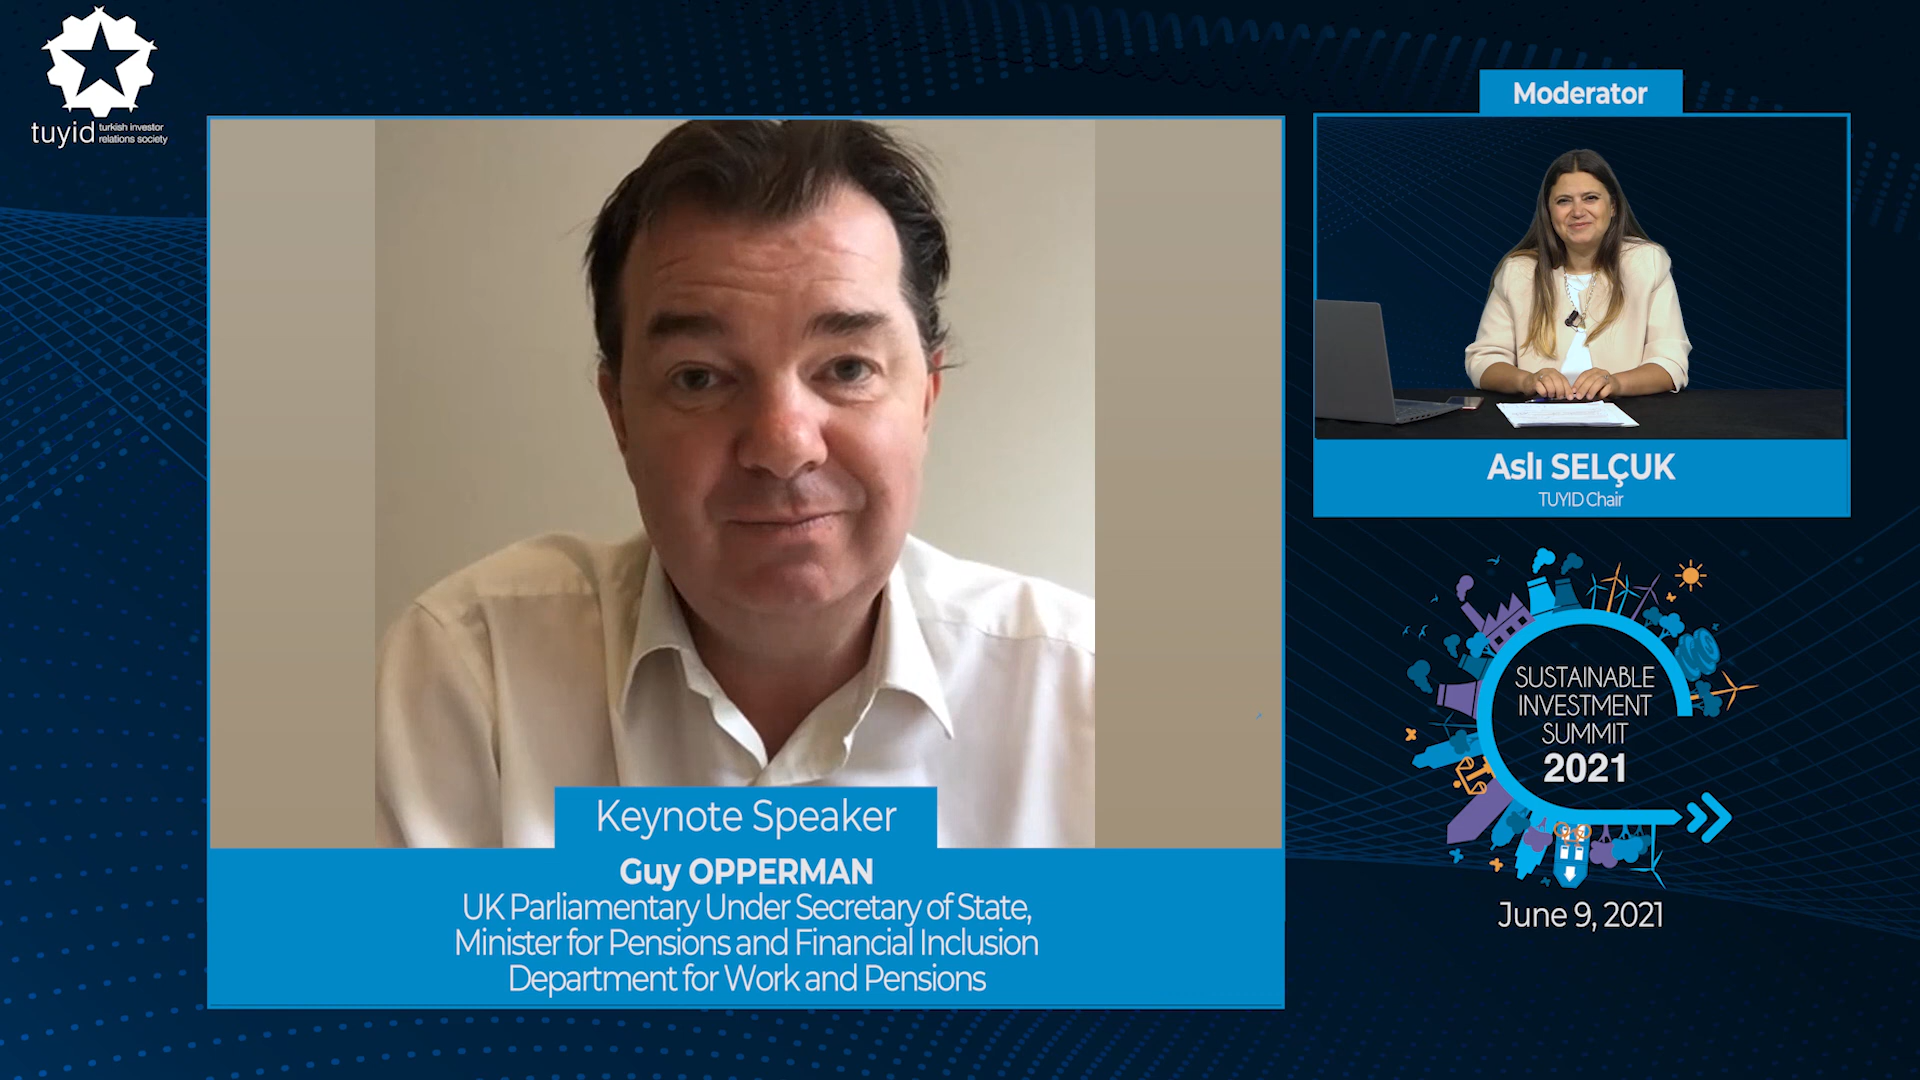 tuyid turkish investor relations society
Moderator
Aslı SELÇUK
TUYID Chair
Keynote Speaker
Guy OPPERMAN
UK Parliamentary Under Secretary of State,
Minister for Pensions and Financial Inclusion
Department for Work and Pensions
SUSTAINABLE
INVESTMENT
SUMMIT
2021
June 9, 2021